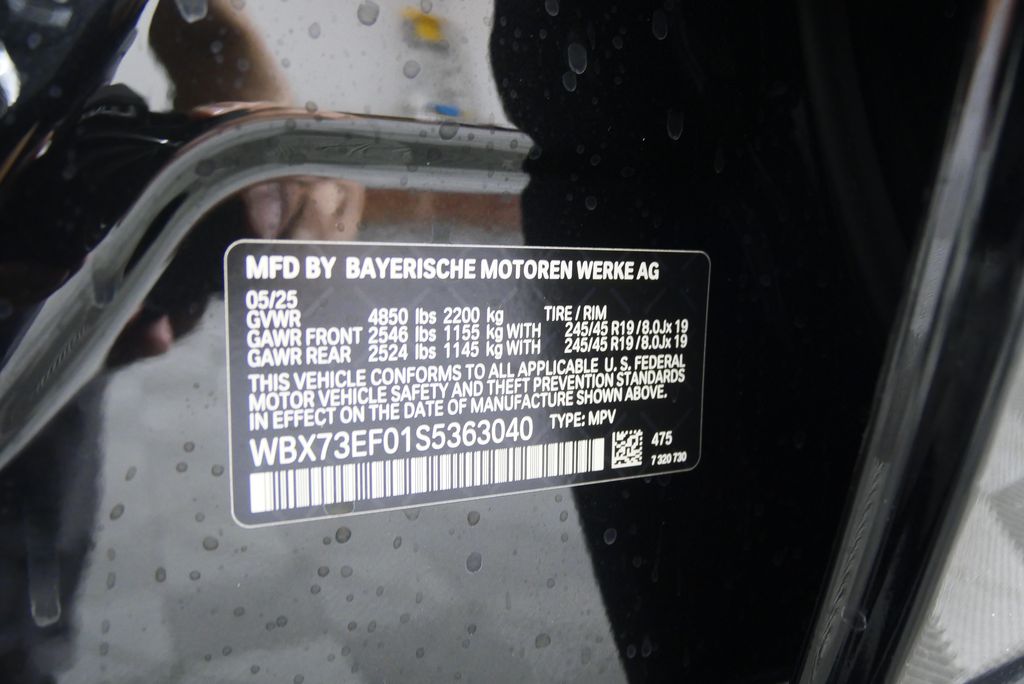 MFD BY BAYERISCHE MOTOREN WERKE AG
05/25
GVWR 4850 lbs 2200 kg TIRE / RIM
GAWR FRONT 2546 lbs 1155 kg WITH 245/45 R19 / 8.0Jx 19
GAWR REAR 2524 lbs 1145 kg WITH 245/45 R19 / 8.0Jx 19
THIS VEHICLE CONFORMS TO ALL APPLICABLE U. S. FEDERAL
MOTOR VEHICLE SAFETY AND THEFT PREVENTION STANDARDS
IN EFFECT ON THE DATE OF MANUFACTURE SHOWN ABOVE.
WBX73EF01S5363040 TYPE: MPV
475
7 320 730